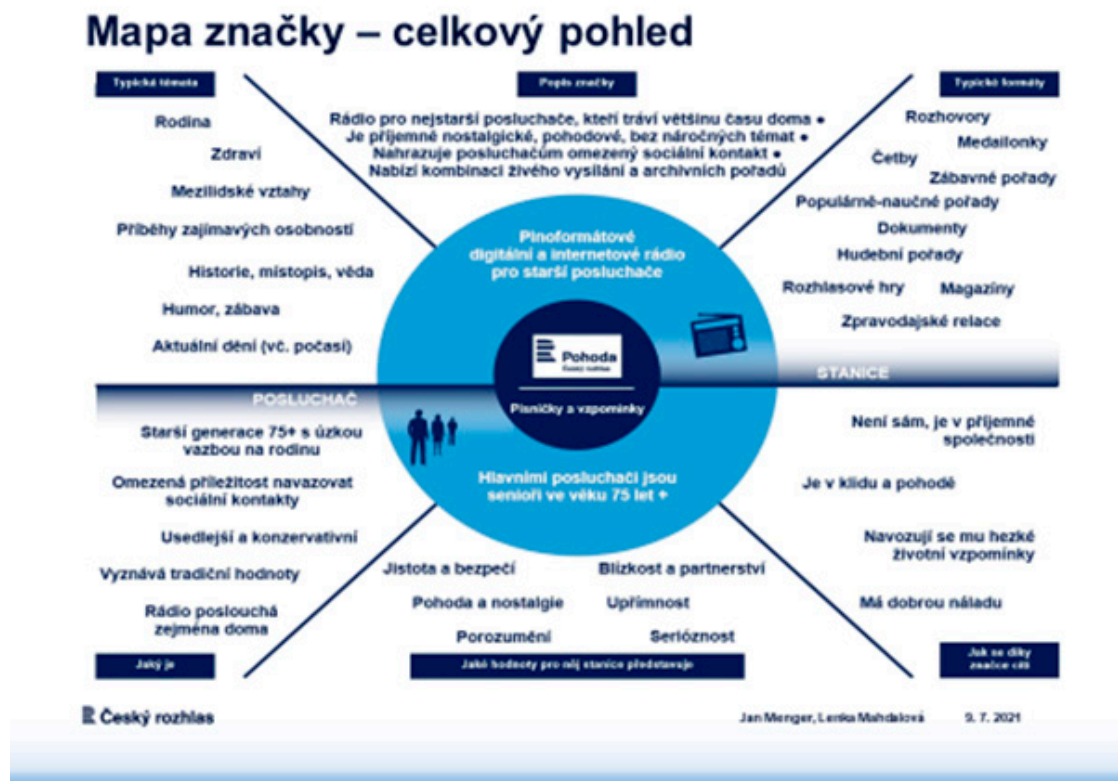 Mapa značky – celkový pohled
Typická témata
Rodina
Zdraví
Mezilidské vztahy
Příběhy zajímavých osobností
Historie, místopis, věda
Humor, zábava
Aktuální dění (vč. počasí)
Popis značky
Rádio pro nejstarší posluchače, kteří tráví většinu času doma •
Je příjemné nostalgické, pohodové, bez náročných témat •
Nahrazuje posluchačům omezený sociální kontakt •
Nabízí kombinaci živého vysílání a archivních pořadů
Typické formáty
Rozhovory
Medailonky
Četby
Zábavné pořady
Populárně-naučné pořady
Dokumenty
Hudební pořady
Rozhlasové hry
Magazíny
Zpravodajské relace
Plnoformátové
digitální a internetové rádio
pro starší posluchače
Pohoda
Český rozhlas
Písničky a vzpomínky
STANICE
POSLUCHAČ
Hlavními posluchači jsou
senioři ve věku 75 let +
Starší generace 75+ s úzkou
vazbou na rodinu
Omezená příležitost navazovat
sociální kontakty
Usedlejší a konzervativní
Vyznává tradiční hodnoty
Rádio poslouchá
zejména doma
Jaký je
Jistota a bezpečí
Blízkost a partnerství
Pohoda a nostalgie
Upřímnost
Porozumění
Serióznost
Jaké hodnoty pro něj stanice představuje
Není sám, je v příjemné
společnosti
Je v klidu a pohodě
Navozují se mu hezké
životní vzpomínky
Má dobrou náladu
Jak se díky
značce cítí
Český rozhlas
Jan Menger, Lenka Mahdalová
9. 7. 2021